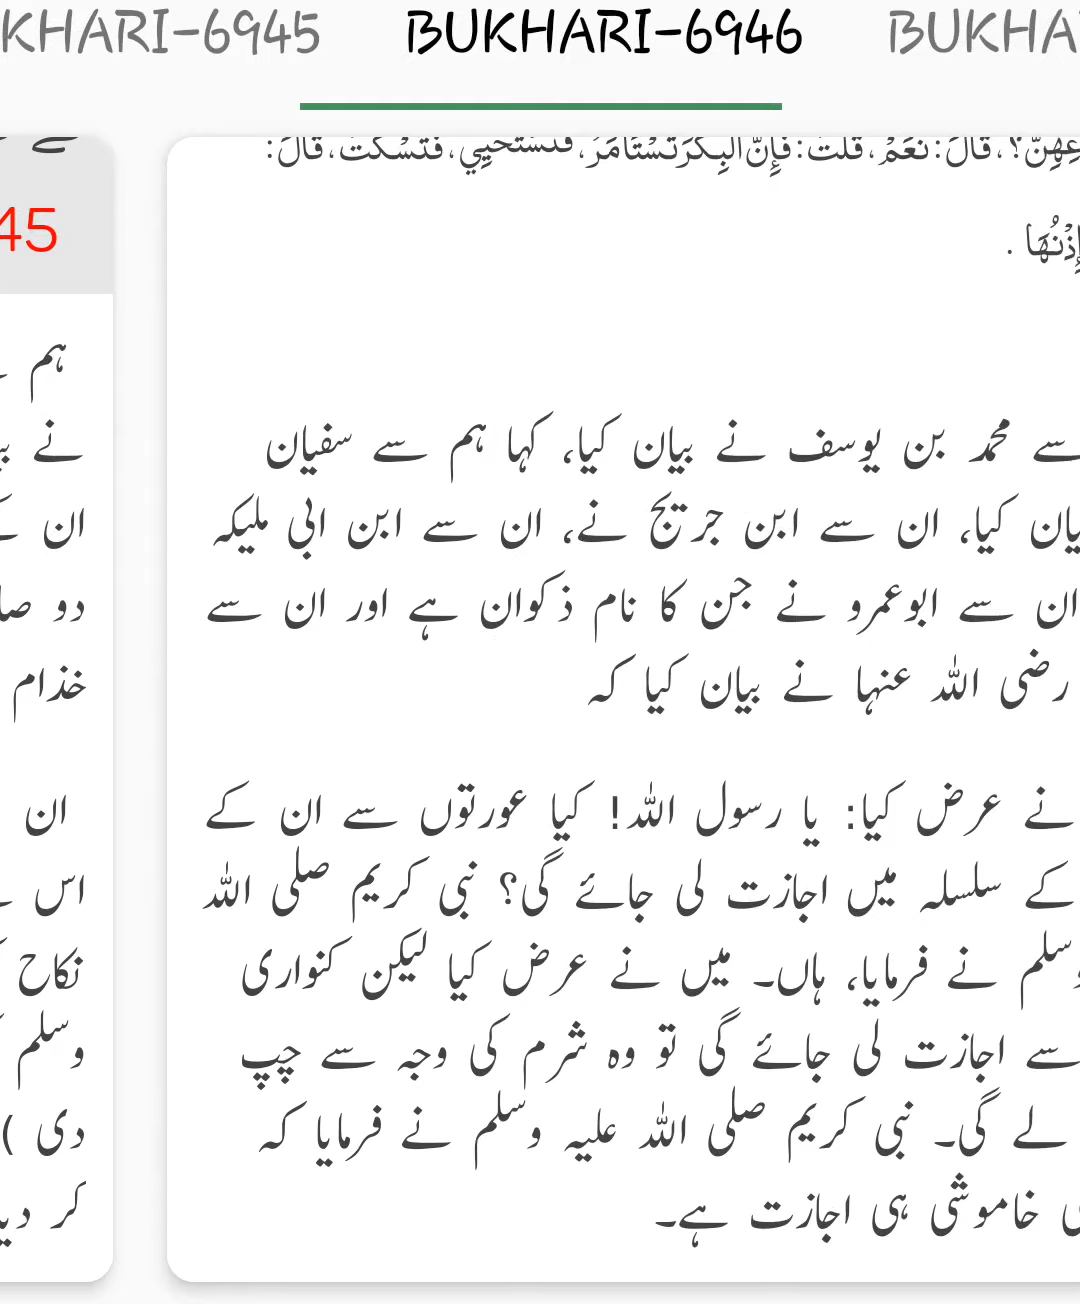 KHARI-6945 BUKHARI-6946 BUKHA
عِهِنَّ؟، قَالَ: نَعَمْ، قُلْتُ: فَإِنَّ الْبِكْرَ تُسْتَأْمَرُ، فَتَسْتَحْيِي، فَتَسْكُتُ، قَالَ:
إِذْنُهَا .
سے محمد بن یوسف نے بیان کیا، کہا ہم سے سفیان
یان کیا، ان سے ابن جریج نے، ان سے ابن ابی ملیکہ
ان سے ابوعمرو نے جن کا نام ذکوان ہے اور ان سے
رضی اللہ عنہا نے بیان کیا کہ
نے عرض کیا: یا رسول اللہ! کیا عورتوں سے ان کے
کے سلسلہ میں اجازت لی جائے گی؟ نبی کریم صلی اللہ
وسلم نے فرمایا، ہاں۔ میں نے عرض کیا لیکن کنواری
سے اجازت لی جائے گی تو وہ شرم کی وجہ سے چپ
لے گی۔ نبی کریم صلی اللہ علیہ وسلم نے فرمایا کہ
خاموشی ہی اجازت ہے۔
45
ہم
نے
ان
دو
خذام
ان
اس
نکاح
وسلم
دی (
کر